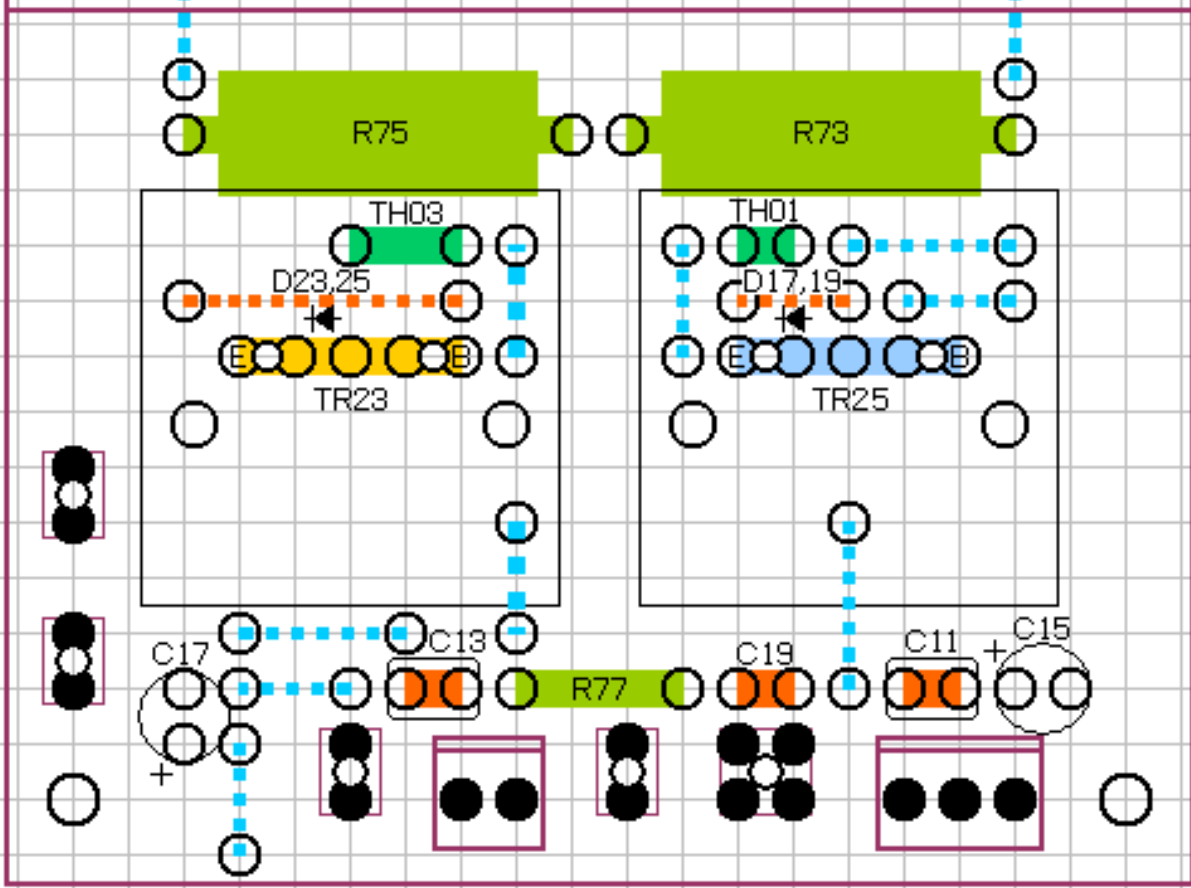 R75
R73
TH03
TH01
D23,25
D17,19
E
B
E
B
TR23
TR25
C13
C11
C15
C17
C19
+
R77
+